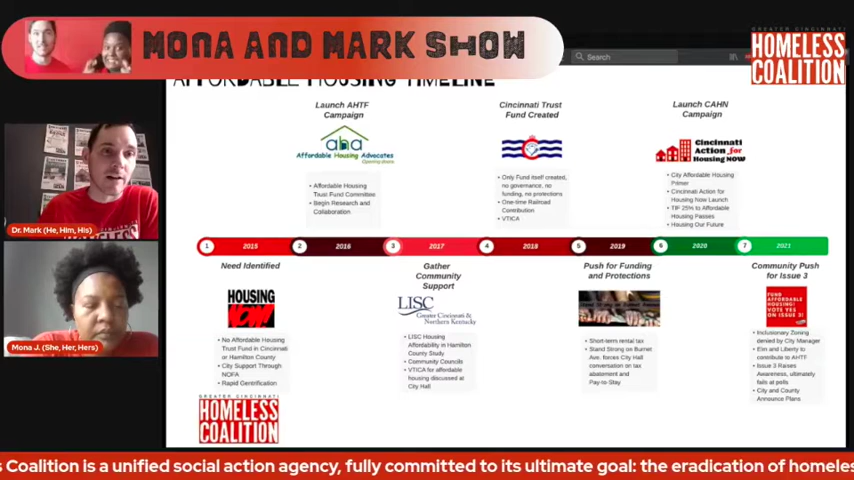 MONA AND MARK SHOW
Search
GREATER CINCINNATI
HOMELESS
COALITION
AFFORDABLE HOUSING TIMELINE
Launch AHTF
Campaign
Cincinnati Trust
Fund Created
Launch CAHN
Campaign
aha
Affordable Housing Advocates
Opening doors
Cincinnati
Action for
Housing NOW
• Affordable Housing
Trust Fund Committee
• Begin Research and
Collaboration
• Only Fund itself created,
no governance, no
funding, no protections
• One-time Railroad
Contribution
• VTICA
• City Affordable Housing
Primer
• Cincinnati Action for
Housing Now Launch
• TIF 25% to Affordable
Housing Passes
• Housing Our Future
Dr. Mark (He, Him, His)
1 2015 2 2016 3 2017 4 2018 5 2019 6 2020 7 2021
Need Identified
Gather
Community
Support
Push for Funding
and Protections
Community Push
for Issue 3
HOUSING
NOW
LISC
Greater Cincinnati &
Northern Kentucky
FUND
AFFORDABLE
HOUSING!
VOTE YES
ON ISSUE 3!
• No Affordable Housing
Trust Fund in Cincinnati
or Hamilton County
• City Support Through
NOFA
• Rapid Gentrification
• LISC Housing
Affordability in Hamilton
County Study
• Community Councils
• VTICA for affordable
housing discussed at
City Hall
• Short-term rental tax
• Stand Strong on Burnet
Ave. forces City Hall
conversation on tax
abatement and
Pay-to-Stay
• Inclusionary Zoning
denied by City Manager
• Elm and Liberty to
contribute to AHTF
• Issue 3 Raises
Awareness, ultimately
fails at polls
• City and County
Announce Plans
Mona J. (She, Her, Hers)
GREATER CINCINNATI
HOMELESS
COALITION
s Coalition is a unified social action agency, fully committed to its ultimate goal: the eradication of homeles